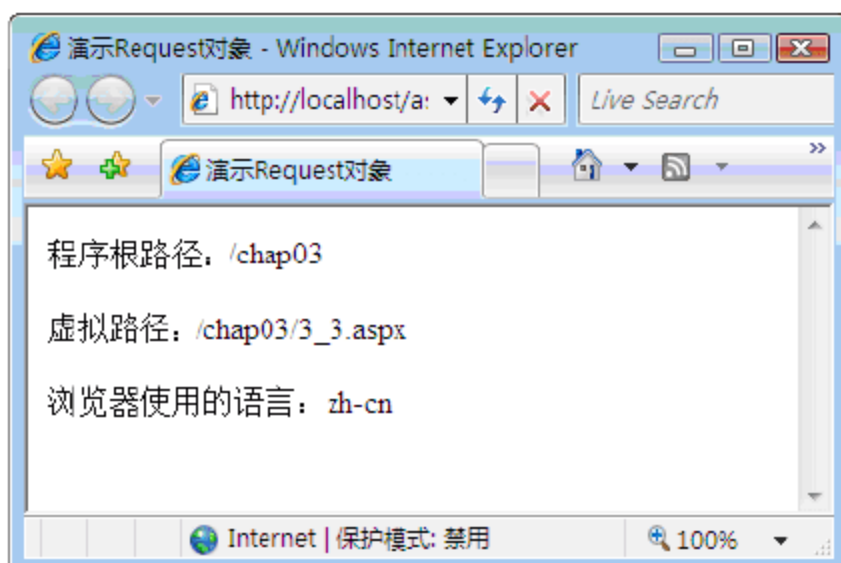 演示Request对象 - Windows Internet Explorer
http://localhost/a:
Live Search
演示Request对象
程序根路径：/chap03
虚拟路径：/chap03/3_3.aspx
浏览器使用的语言：zh-cn
Internet | 保护模式: 禁用
100%